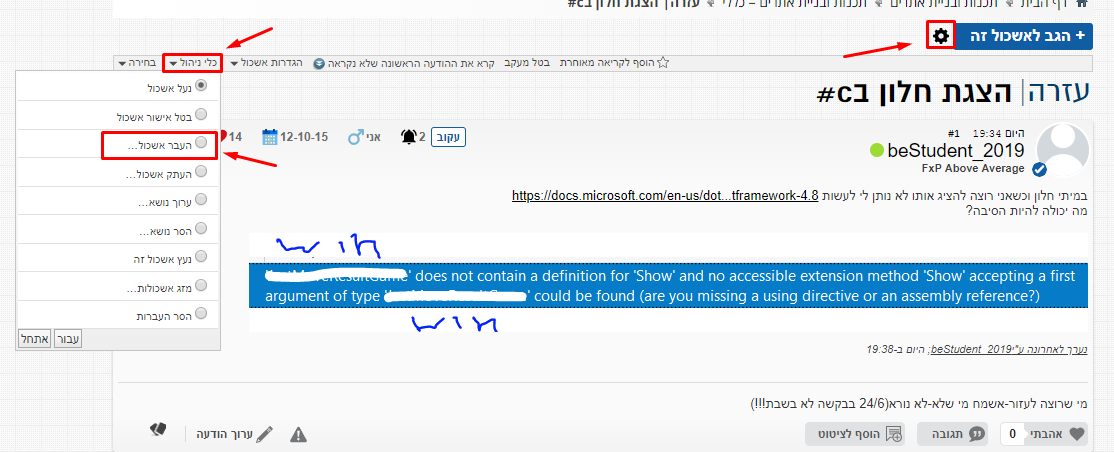 דף הבית תכנות ובניית אתרים תכנות ובניית אתרים – כללי עזרה | הצגת חלון בc#
+ הגב לאשכול זה
הוסף לקריאה מאוחרת בטל מעקב קרא את ההודעה הראשונה שלא נקראה הגדרות אשכול כלי ניהול בחירה
נעל אשכול
בטל אישור אשכול
העבר אשכול...
העתק אשכול...
ערוך נושא...
הסר נושא...
נעץ אשכול זה
מזג אשכולות...
הסר העברות
עבור אתחל
עזרה | הצגת חלון בc#
היום 19:34 #1
beStudent_2019
FxP Above Average
עקוב 2 אני 12-10-15 14
במיתי חלון וכשאני רוצה להציג אותו לא נותן לי לעשות https://docs.microsoft.com/en-us/dot...tframework-4.8
מה יכולה להיות הסיבה?
חלון
' does not contain a definition for 'Show' and no accessible extension method 'Show' accepting a first
argument of type ' ' could be found (are you missing a using directive or an assembly reference?)
חלון
נערך לאחרונה ע"י beStudent_2019; היום ב-19:38
מי שרוצה לעזור-אשמח מי שלא-לא נורא(24/6 בבקשה לא בשבת!!!)
אהבתי 0 תגובה הוסף לציטוט ערוך הודעה